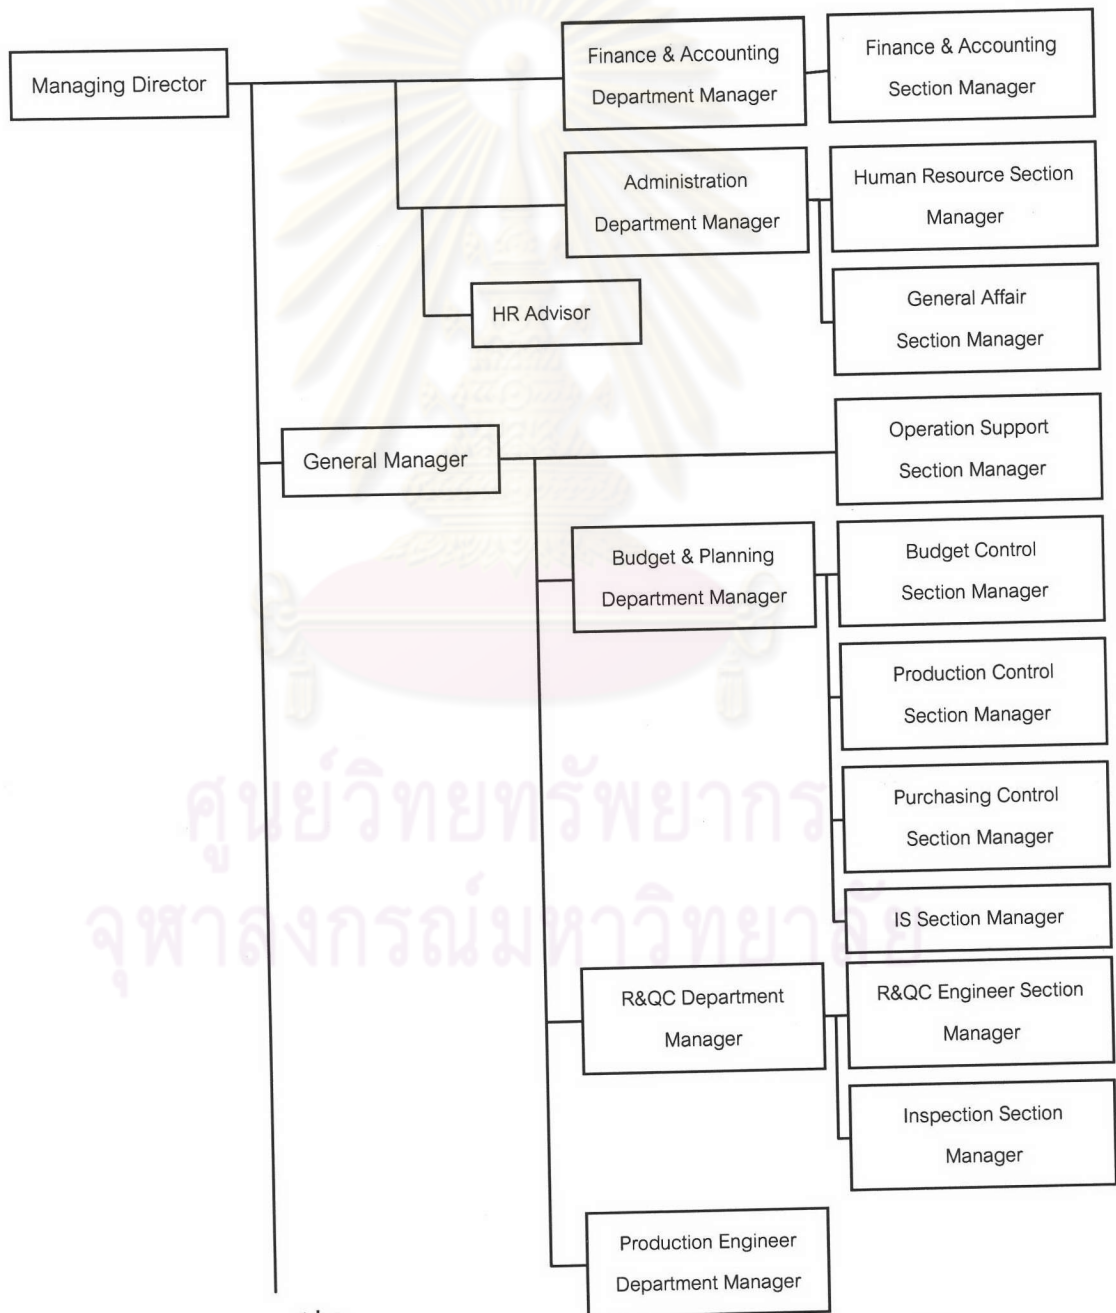 Managing Director
Finance & Accounting
Department Manager
Finance & Accounting
Section Manager
Administration
Department Manager
Human Resource Section
Manager
HR Advisor
General Affair
Section Manager
General Manager
Operation Support
Section Manager
Budget & Planning
Department Manager
Budget Control
Section Manager
Production Control
Section Manager
Purchasing Control
Section Manager
IS Section Manager
R&QC Department
Manager
R&QC Engineer Section
Manager
Inspection Section
Manager
Production Engineer
Department Manager
ศูนย์วิทยทรัพยากร
จุฬาลงกรณ์มหาวิทยาลัย